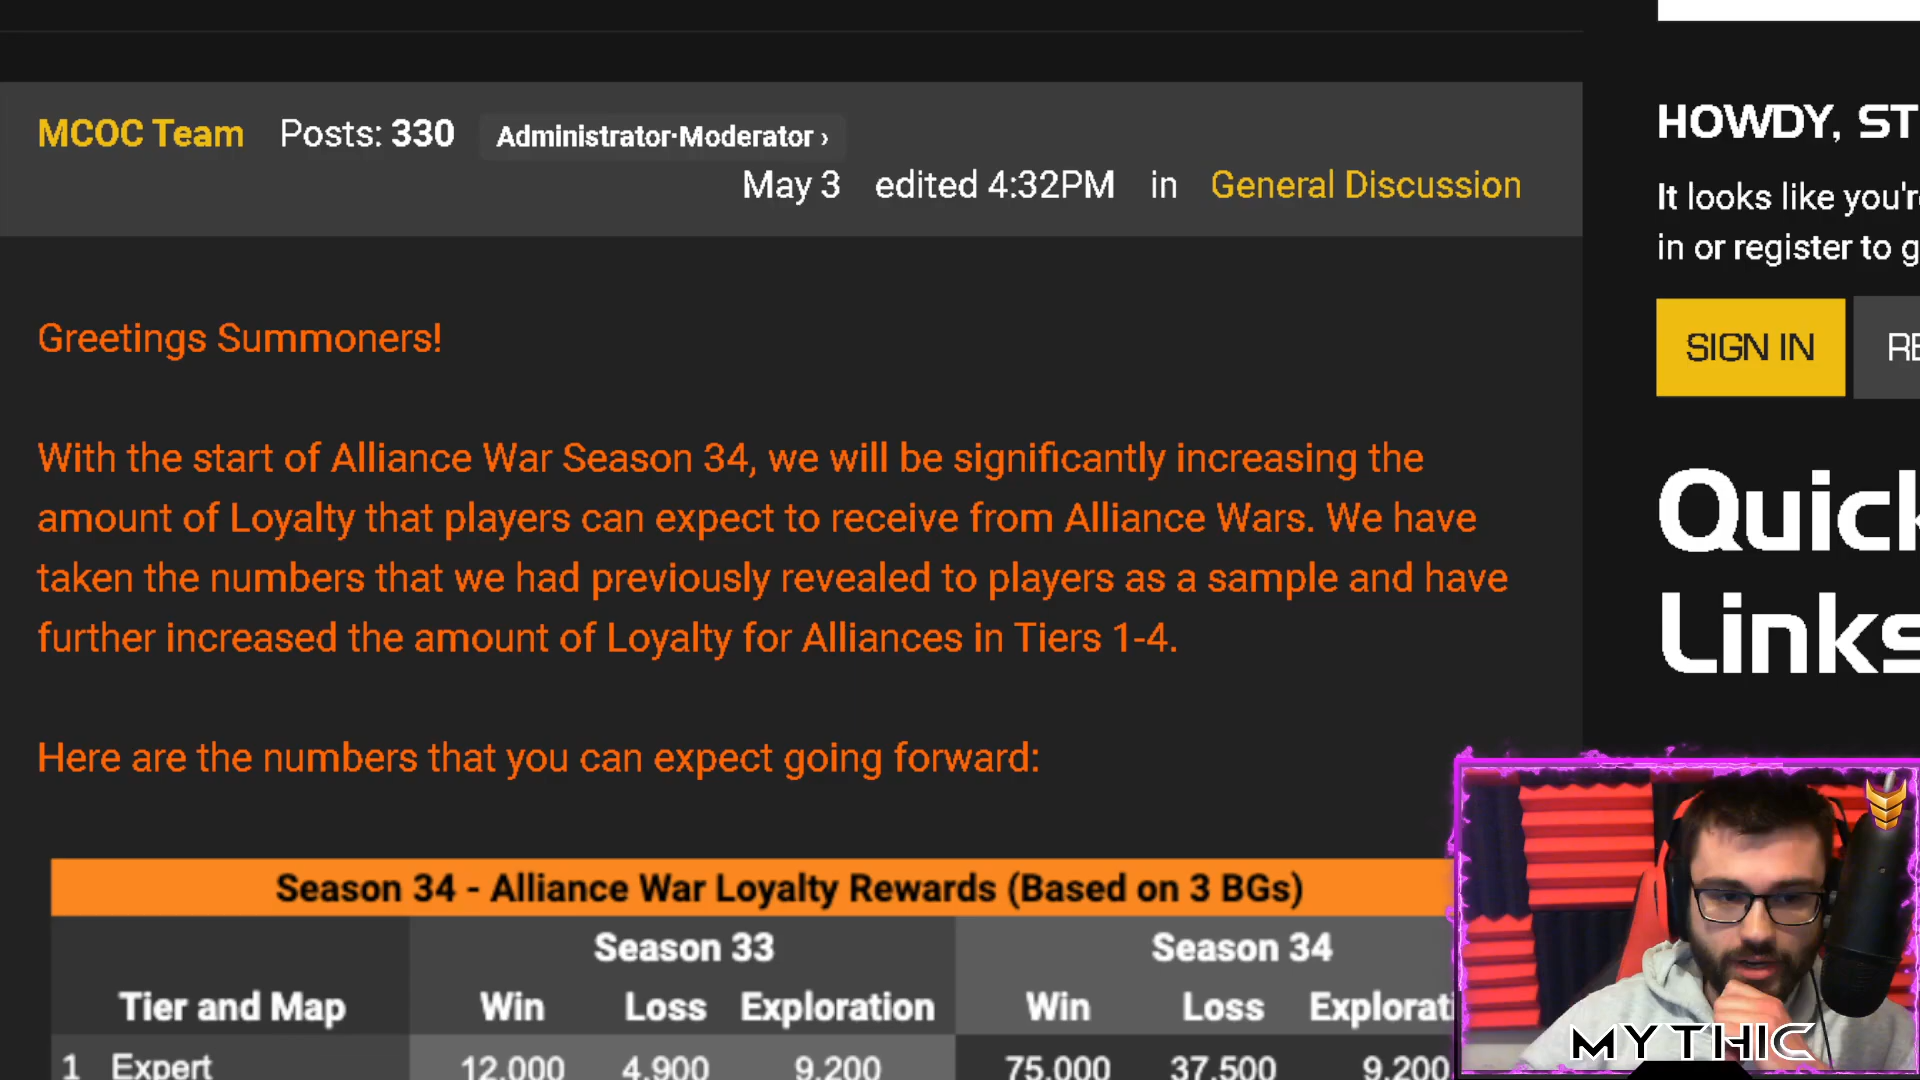 MCOC Team Posts: 330 Administrator·Moderator ›
May 3 edited 4:32PM in General Discussion
Greetings Summoners!
With the start of Alliance War Season 34, we will be significantly increasing the
amount of Loyalty that players can expect to receive from Alliance Wars. We have
taken the numbers that we had previously revealed to players as a sample and have
further increased the amount of Loyalty for Alliances in Tiers 1-4.
Here are the numbers that you can expect going forward:
Season 34 - Alliance War Loyalty Rewards (Based on 3 BGs)
Season 33 Season 34
Tier and Map Win Loss Exploration Win Loss Explorati
1 Expert 12,000 4,900 9,200 75,000 37,500 9,200
HOWDY, ST
It looks like you'r
in or register to g
SIGN IN RE
Quick
Links
MYTHIC